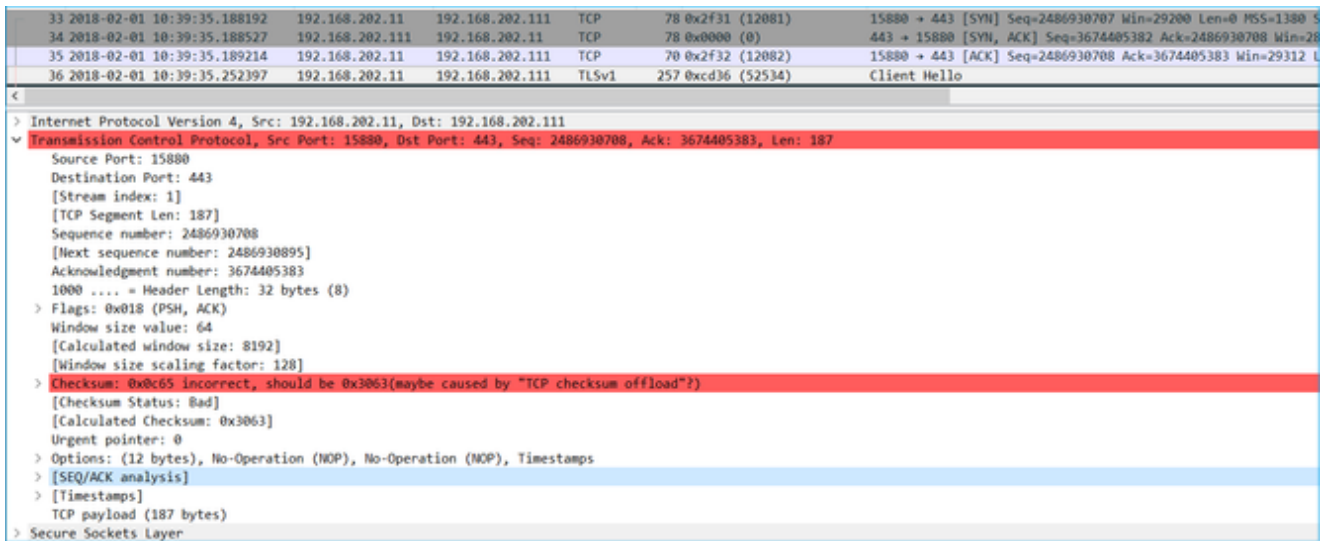 33 2018-02-01 10:39:35.188192 192.168.202.11 192.168.202.111 TCP 78 0x2f31 (12081) 15880 → 443 [SYN] Seq=2486930707 Win=29200 Len=0 MSS=1380 S
34 2018-02-01 10:39:35.188527 192.168.202.111 192.168.202.11 TCP 78 0x0000 (0) 443 → 15880 [SYN, ACK] Seq=3674405382 Ack=2486930708 Win=28
35 2018-02-01 10:39:35.189214 192.168.202.11 192.168.202.111 TCP 70 0x2f32 (12082) 15880 → 443 [ACK] Seq=2486930708 Ack=3674405383 Win=29312 L
36 2018-02-01 10:39:35.252397 192.168.202.11 192.168.202.111 TLSv1 257 0xcd36 (52534) Client Hello
Internet Protocol Version 4, Src: 192.168.202.11, Dst: 192.168.202.111
Transmission Control Protocol, Src Port: 15880, Dst Port: 443, Seq: 2486930708, Ack: 3674405383, Len: 187
Source Port: 15880
Destination Port: 443
[Stream index: 1]
[TCP Segment Len: 187]
Sequence number: 2486930708
[Next sequence number: 2486930895]
Acknowledgment number: 3674405383
1000 .... = Header Length: 32 bytes (8)
Flags: 0x018 (PSH, ACK)
Window size value: 64
[Calculated window size: 8192]
[Window size scaling factor: 128]
Checksum: 0x0c65 incorrect, should be 0x3063(maybe caused by "TCP checksum offload"?)
[Checksum Status: Bad]
[Calculated Checksum: 0x3063]
Urgent pointer: 0
Options: (12 bytes), No-Operation (NOP), No-Operation (NOP), Timestamps
[SEQ/ACK analysis]
[Timestamps]
TCP payload (187 bytes)
Secure Sockets Layer